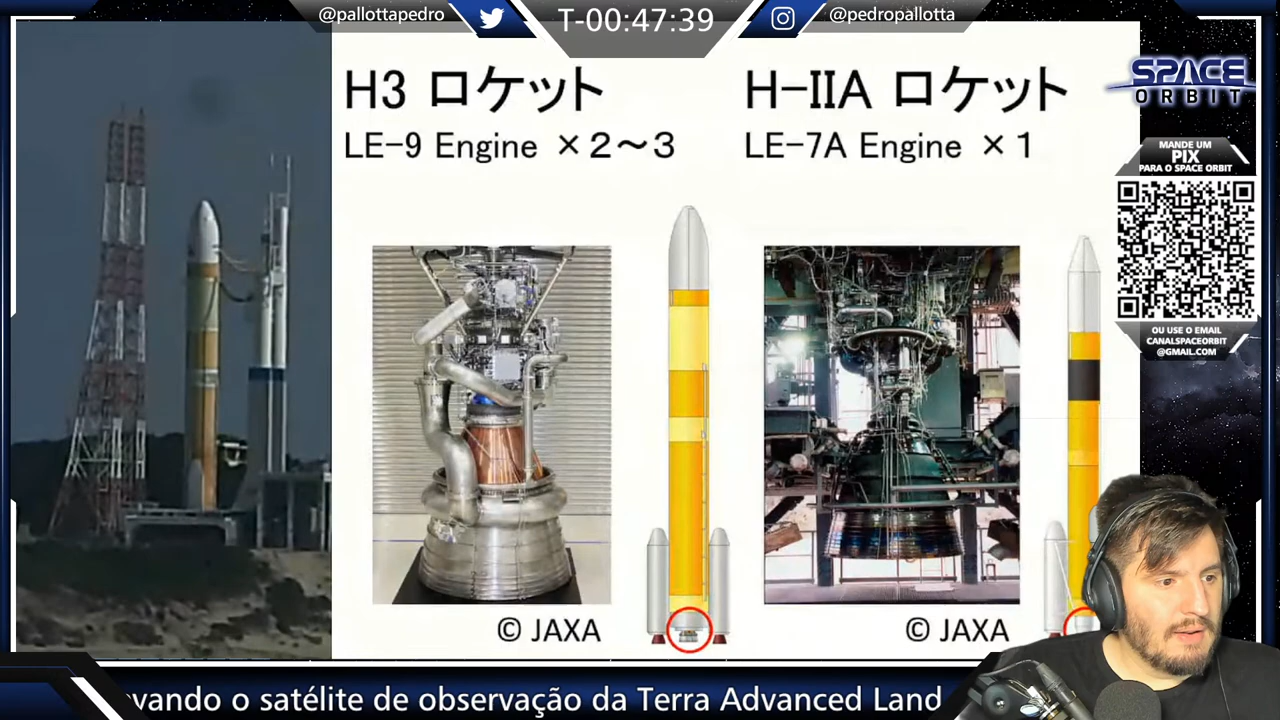 @pallottapedro
T-00:47:39
@pedropallotta
H3 ロケット
LE-9 Engine ×2～3
H-IIA ロケット
LE-7A Engine ×1
SPACE
ORBIT
MANDE UM
PIX
PARA O SPACE ORBIT
OU USE O EMAIL
CANALSPACEORBIT
@GMAIL.COM
© JAXA
© JAXA
vando o satélite de observação da Terra Advanced Land